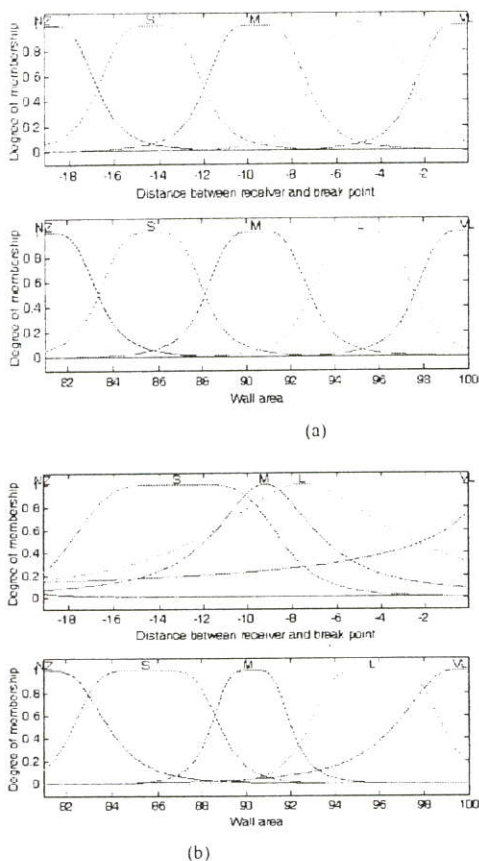 NZ S M L VL
Degree of membership
1
0.8
0.6
0.4
0.2
0
-18 -16 -14 -12 -10 -8 -6 -4 -2
Distance between receiver and break point
NZ S M L VL
Degree of membership
1
0.8
0.6
0.4
0.2
0
82 84 86 88 90 92 94 96 98 100
Wall area
(a)
NZ S M L VL
Degree of membership
1
0.8
0.6
0.4
0.2
0
-18 -16 -14 -12 -10 -8 -6 -4 -2
Distance between receiver and break point
NZ S M L VL
Degree of membership
1
0.8
0.6
0.4
0.2
0
82 84 86 88 90 92 94 96 98 100
Wall area
(b)